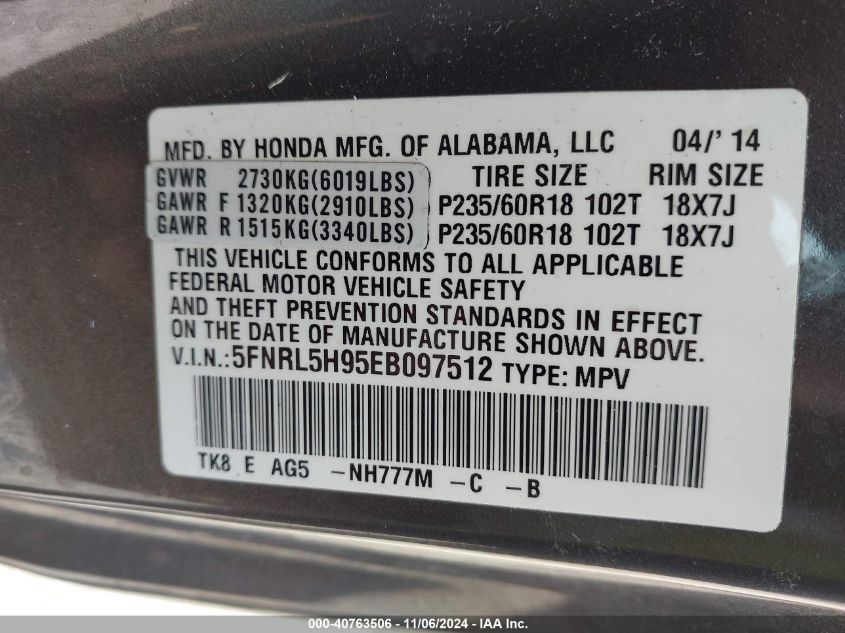 MFD. BY HONDA MFG. OF ALABAMA, LLC 04/' 14
GVWR 2730KG(6019LBS) TIRE SIZE RIM SIZE
GAWR F 1320KG(2910LBS) P235/60R18 102T 18X7J
GAWR R 1515KG(3340LBS) P235/60R18 102T 18X7J
THIS VEHICLE CONFORMS TO ALL APPLICABLE
FEDERAL MOTOR VEHICLE SAFETY
AND THEFT PREVENTION STANDARDS IN EFFECT
ON THE DATE OF MANUFACTURE SHOWN ABOVE.
V.I.N.:5FNRL5H95EB097512 TYPE: MPV
TK8 E AG5 -NH777M -C -B
000-40763506 - 11/06/2024 - IAA Inc.